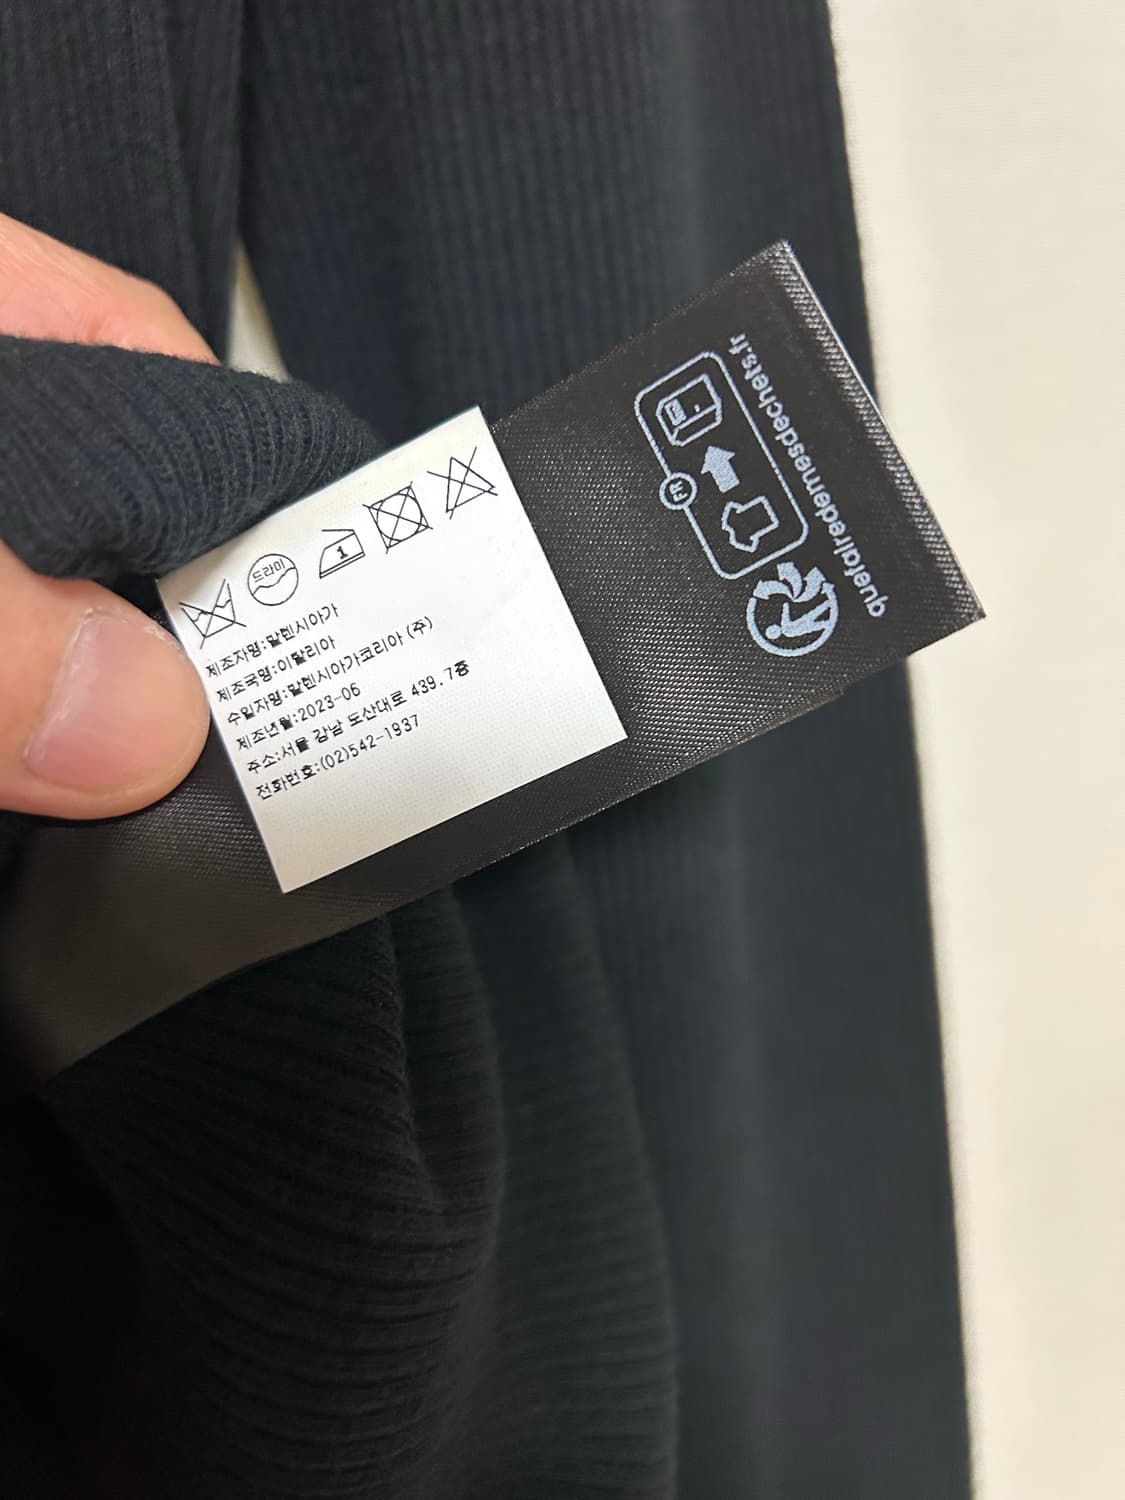 드라이
1
제조자명:발렌시아가
제조국명:이탈리아
수입자명:발렌시아가코리아 (주)
제조년월:2023-06
주소:서울 강남 도산대로 439.7층
전화번호:(02)542-1937
quefairedemesdechets.fr
FR